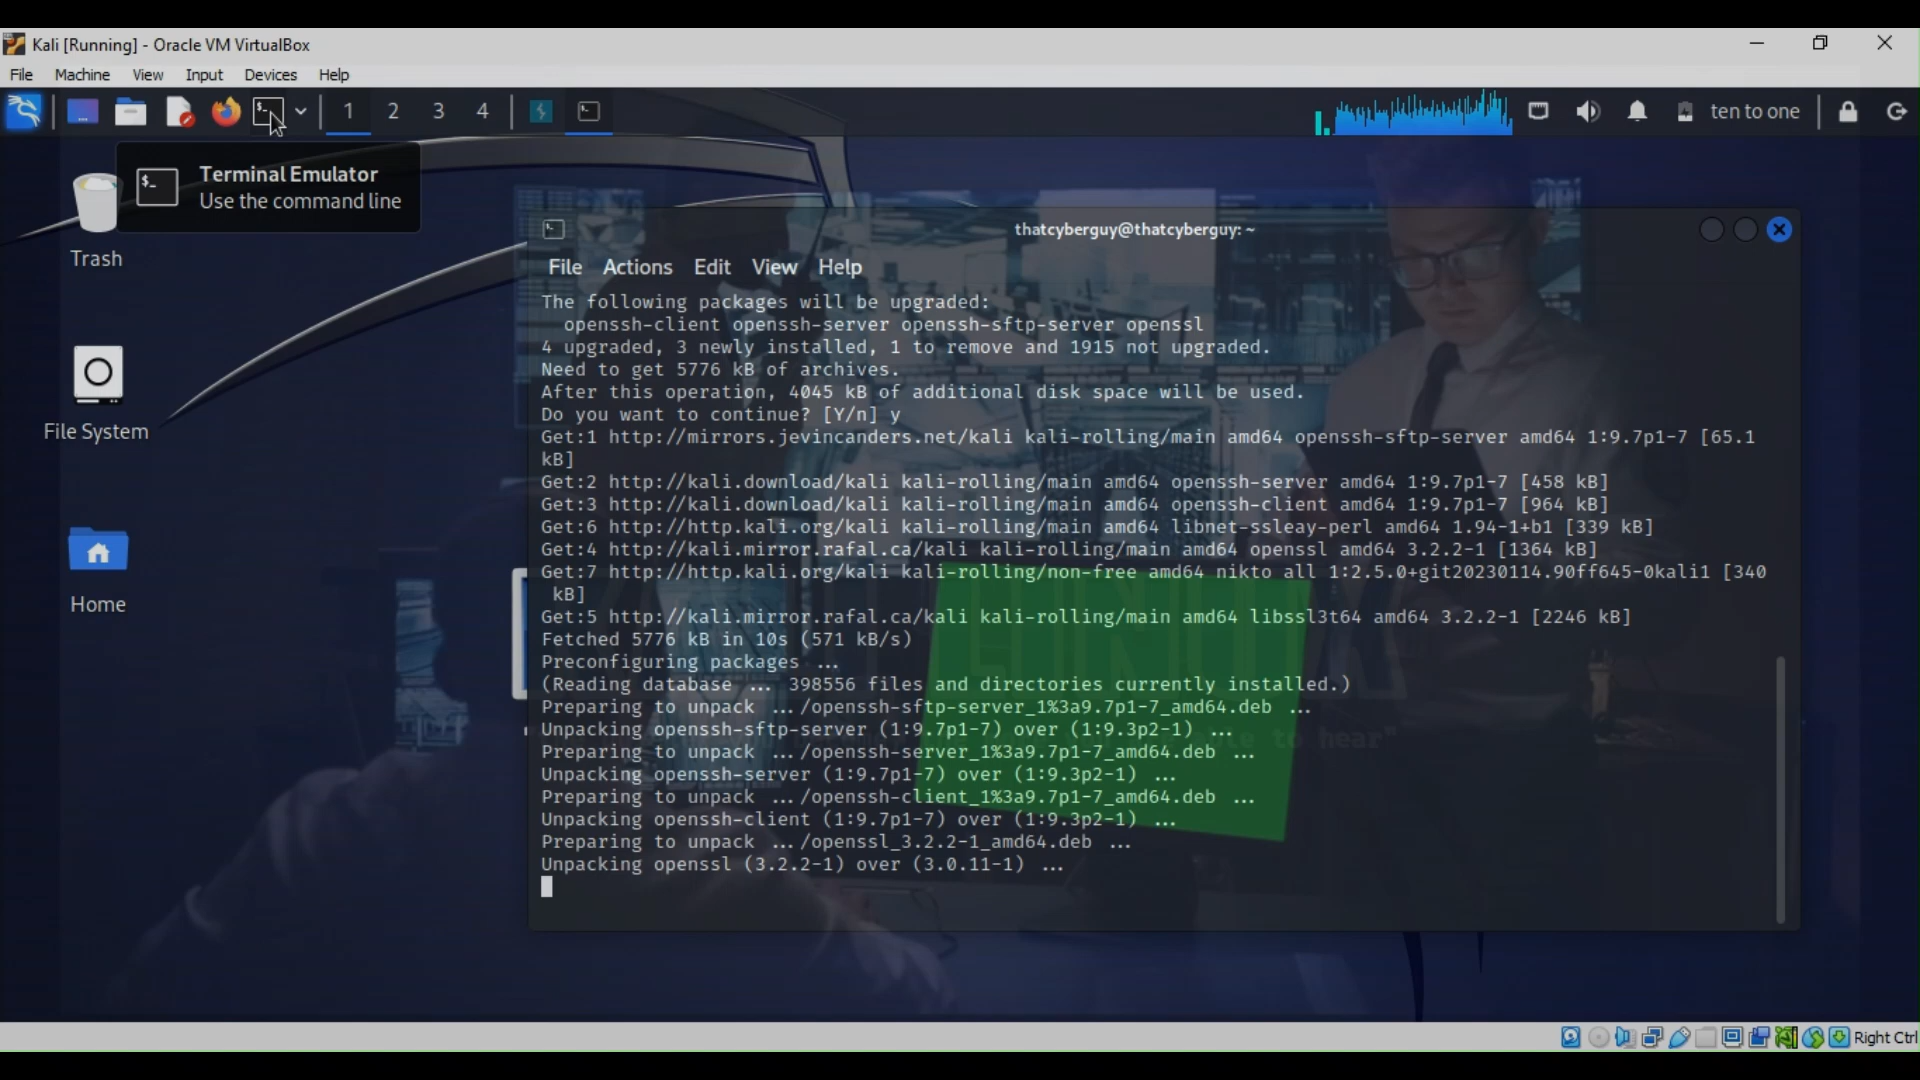 Kali [Running] - Oracle VM VirtualBox
File Machine View Input Devices Help
1 2 3 4
ten to one
Terminal Emulator
Use the command line
Trash
File System
Home
thatcyberguy@thatcyberguy: ~
File Actions Edit View Help
The following packages will be upgraded:
openssh-client openssh-server openssh-sftp-server openssl
4 upgraded, 3 newly installed, 1 to remove and 1915 not upgraded.
Need to get 5776 kB of archives.
After this operation, 4045 kB of additional disk space will be used.
Do you want to continue? [Y/n] y
Get:1 http://mirrors.jevincanders.net/kali kali-rolling/main amd64 openssh-sftp-server amd64 1:9.7p1-7 [65.1
kB]
Get:2 http://kali.download/kali kali-rolling/main amd64 openssh-server amd64 1:9.7p1-7 [458 kB]
Get:3 http://kali.download/kali kali-rolling/main amd64 openssh-client amd64 1:9.7p1-7 [964 kB]
Get:6 http://http.kali.org/kali kali-rolling/main amd64 libnet-ssleay-perl amd64 1.94-1+b1 [339 kB]
Get:4 http://kali.mirror.rafal.ca/kali kali-rolling/main amd64 openssl amd64 3.2.2-1 [1364 kB]
Get:7 http://http.kali.org/kali kali-rolling/non-free amd64 nikto all 1:2.5.0+git20230114.90ff645-0kali1 [340
kB]
Get:5 http://kali.mirror.rafal.ca/kali kali-rolling/main amd64 libssl3t64 amd64 3.2.2-1 [2246 kB]
Fetched 5776 kB in 10s (571 kB/s)
Preconfiguring packages ...
(Reading database ... 398556 files and directories currently installed.)
Preparing to unpack .../openssh-sftp-server_1%3a9.7p1-7_amd64.deb ...
Unpacking openssh-sftp-server (1:9.7p1-7) over (1:9.3p2-1) ...
to hear"
Preparing to unpack .../openssh-server_1%3a9.7p1-7_amd64.deb ...
Unpacking openssh-server (1:9.7p1-7) over (1:9.3p2-1) ...
Preparing to unpack .../openssh-client_1%3a9.7p1-7_amd64.deb ...
Unpacking openssh-client (1:9.7p1-7) over (1:9.3p2-1) ...
Preparing to unpack .../openssl_3.2.2-1_amd64.deb ...
Unpacking openssl (3.2.2-1) over (3.0.11-1) ...
Right Ctrl